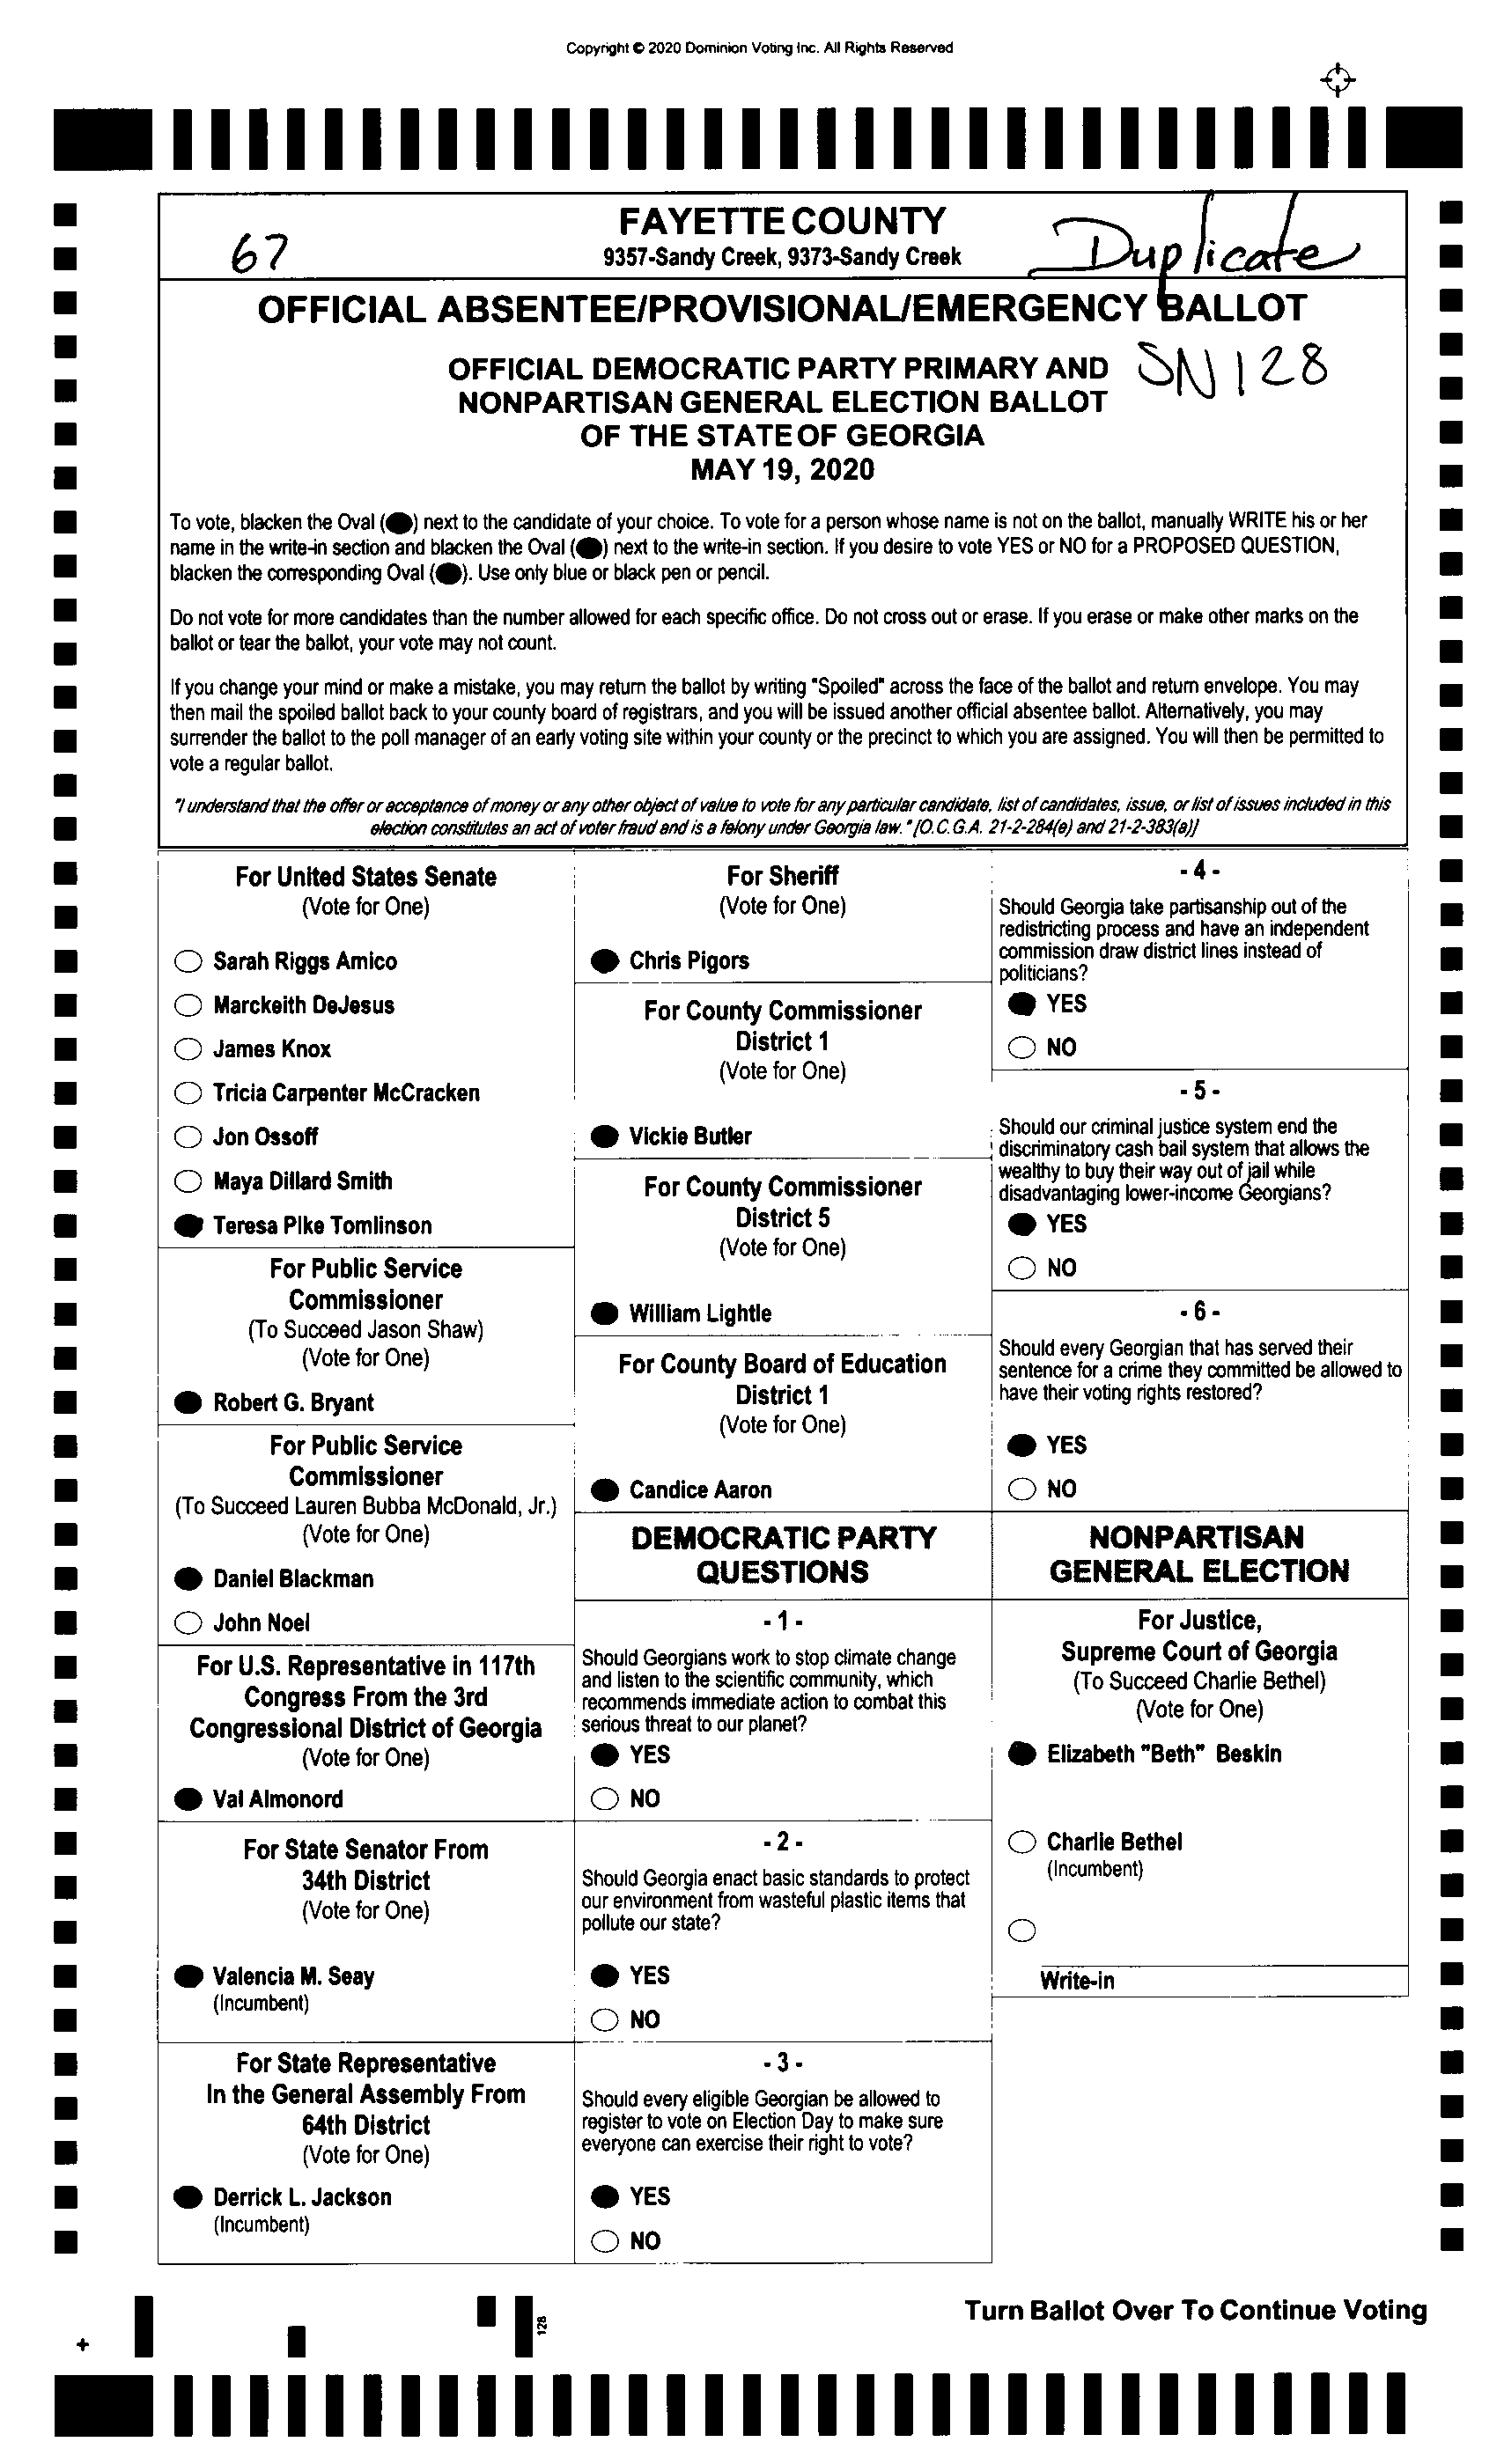 Copyright © 2020 Dominion Voting Inc. All Rights Reserved
FAYETTE COUNTY
67
9357-Sandy Creek, 9373-Sandy Creek
Duplicate
OFFICIAL ABSENTEE/PROVISIONAL/EMERGENCY BALLOT
OFFICIAL DEMOCRATIC PARTY PRIMARY AND
SN 128
NONPARTISAN GENERAL ELECTION BALLOT
OF THE STATE OF GEORGIA
MAY 19, 2020
To vote, blacken the Oval ( ) next to the candidate of your choice. To vote for a person whose name is not on the ballot, manually WRITE his or her
name in the write-in section and blacken the Oval ( ) next to the write-in section. If you desire to vote YES or NO for a PROPOSED QUESTION,
blacken the corresponding Oval ( ). Use only blue or black pen or pencil.
Do not vote for more candidates than the number allowed for each specific office. Do not cross out or erase. If you erase or make other marks on the
ballot or tear the ballot, your vote may not count.
If you change your mind or make a mistake, you may return the ballot by writing "Spoiled" across the face of the ballot and return envelope. You may
then mail the spoiled ballot back to your county board of registrars, and you will be issued another official absentee ballot. Alternatively, you may
surrender the ballot to the poll manager of an early voting site within your county or the precinct to which you are assigned. You will then be permitted to
vote a regular ballot.
"I understand that the offer or acceptance of money or any other object of value to vote for any particular candidate, list of candidates, issue, or list of issues included in this
election constitutes an act of voter fraud and is a felony under Georgia law." [O.C.G.A. 21-2-284(e) and 21-2-383(a)]
For United States Senate
(Vote for One)
Sarah Riggs Amico
Marckeith DeJesus
James Knox
Tricia Carpenter McCracken
Jon Ossoff
Maya Dillard Smith
Teresa Pike Tomlinson
For Public Service
Commissioner
(To Succeed Jason Shaw)
(Vote for One)
Robert G. Bryant
For Public Service
Commissioner
(To Succeed Lauren Bubba McDonald, Jr.)
(Vote for One)
Daniel Blackman
John Noel
For U.S. Representative in 117th
Congress From the 3rd
Congressional District of Georgia
(Vote for One)
Val Almonord
For State Senator From
34th District
(Vote for One)
Valencia M. Seay
(Incumbent)
For State Representative
In the General Assembly From
64th District
(Vote for One)
Derrick L. Jackson
(Incumbent)
For Sheriff
(Vote for One)
Chris Pigors
For County Commissioner
District 1
(Vote for One)
Vickie Butler
For County Commissioner
District 5
(Vote for One)
William Lightle
For County Board of Education
District 1
(Vote for One)
Candice Aaron
DEMOCRATIC PARTY
QUESTIONS
- 1 -
Should Georgians work to stop climate change
and listen to the scientific community, which
recommends immediate action to combat this
serious threat to our planet?
YES
NO
- 2 -
Should Georgia enact basic standards to protect
our environment from wasteful plastic items that
pollute our state?
YES
NO
- 3 -
Should every eligible Georgian be allowed to
register to vote on Election Day to make sure
everyone can exercise their right to vote?
YES
NO
- 4 -
Should Georgia take partisanship out of the
redistricting process and have an independent
commission draw district lines instead of
politicians?
YES
NO
- 5 -
Should our criminal justice system end the
discriminatory cash bail system that allows the
wealthy to buy their way out of jail while
disadvantaging lower-income Georgians?
YES
NO
- 6 -
Should every Georgian that has served their
sentence for a crime they committed be allowed to
have their voting rights restored?
YES
NO
NONPARTISAN
GENERAL ELECTION
For Justice,
Supreme Court of Georgia
(To Succeed Charlie Bethel)
(Vote for One)
Elizabeth "Beth" Beskin
Charlie Bethel
(Incumbent)
Write-in
Turn Ballot Over To Continue Voting
128
+